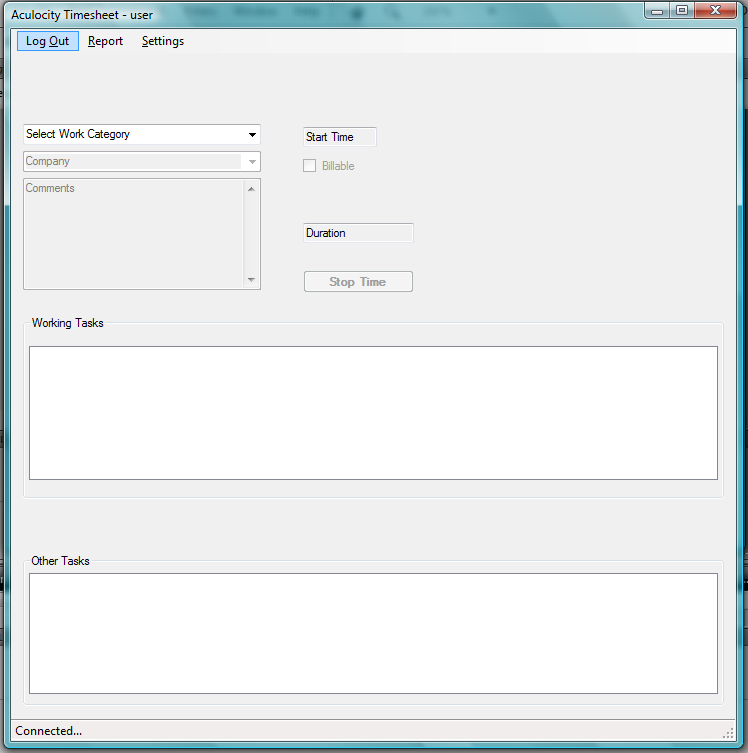 Aculocity Timesheet - user
Log Out Report Settings
Select Work Category
Start Time
Company
Billable
Comments
Duration
Stop Time
Working Tasks
Other Tasks
Connected...